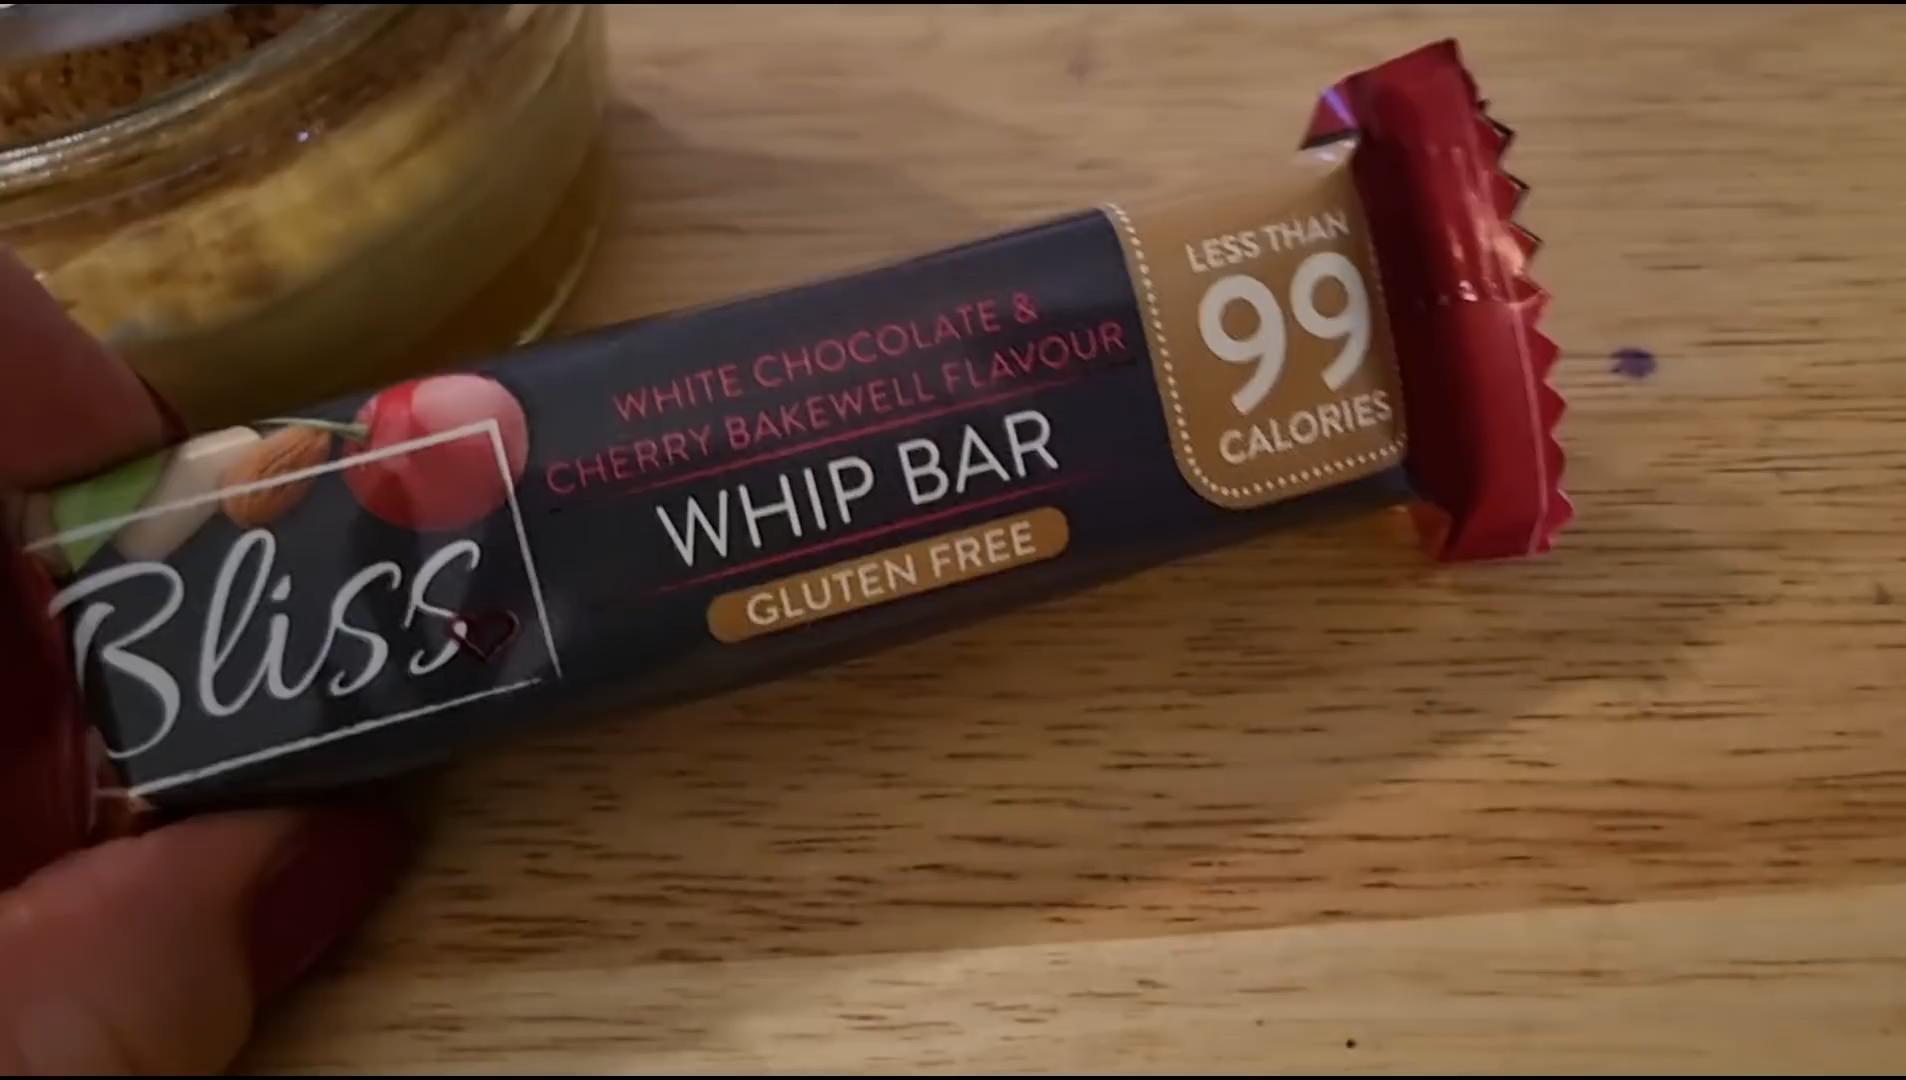 Bliss
WHITE CHOCOLATE &
CHERRY BAKEWELL FLAVOUR
WHIP BAR
GLUTEN FREE
LESS THAN
99
CALORIES